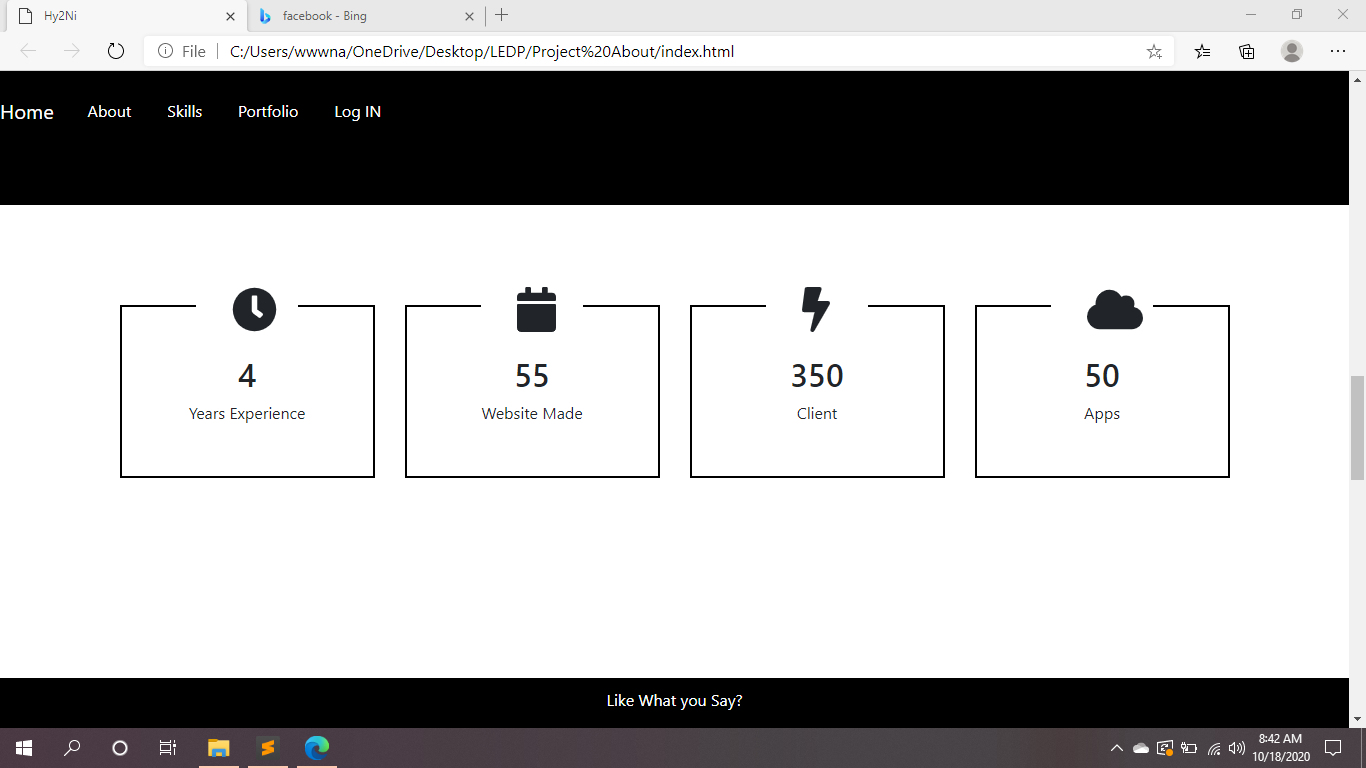 Hy2Ni
facebook - Bing
File
C:/Users/wwwna/OneDrive/Desktop/LEDP/Project%20About/index.html
Home About Skills Portfolio Log IN
4
Years Experience
55
Website Made
350
Client
50
Apps
Like What you Say?
8:42 AM
10/18/2020